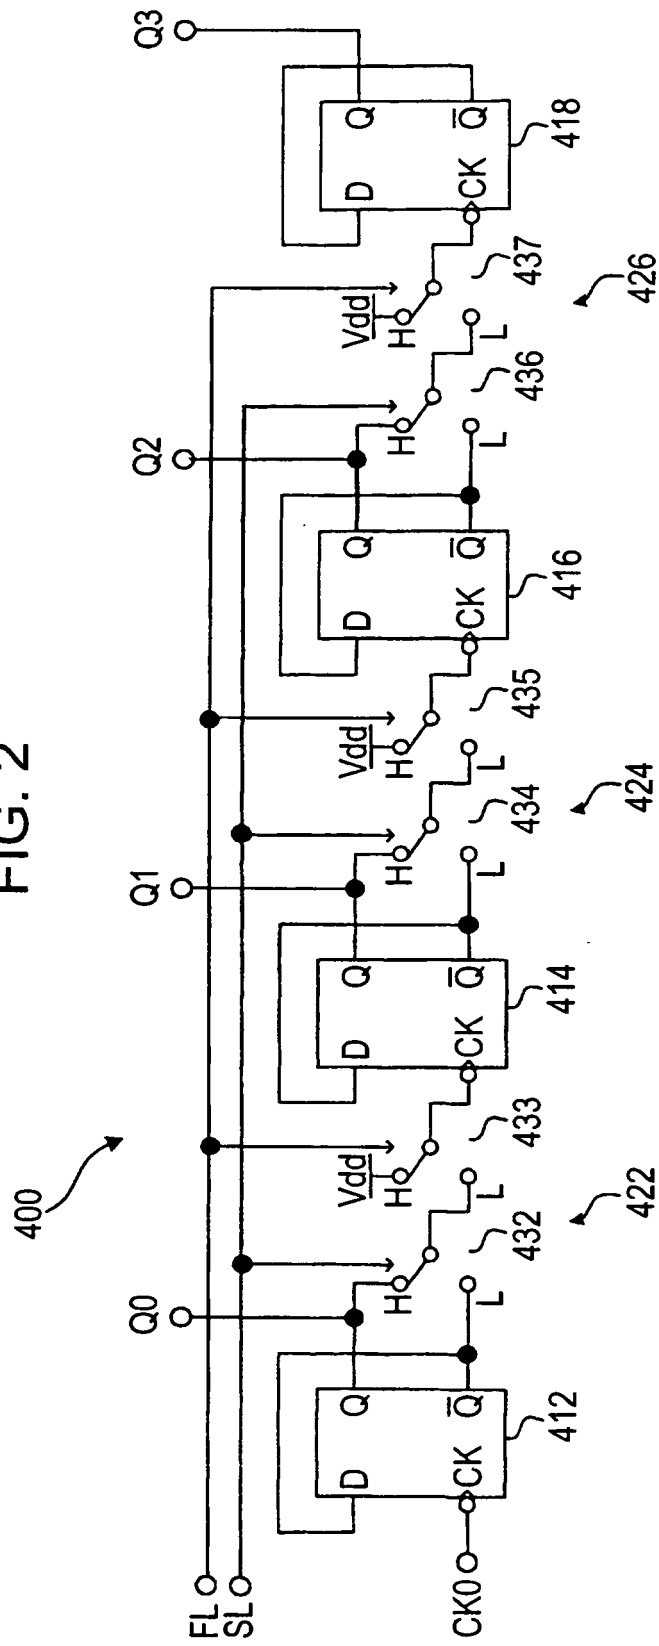 FIG. 2
400
FL
SL
CK0
Q0
Q1
Q2
Q3
D
Q
CK
Q̅
412
H
L
432
422
Vdd
H
L
433
D
Q
CK
Q̅
414
H
L
434
424
Vdd
H
L
435
D
Q
CK
Q̅
416
H
L
436
426
Vdd
H
437
D
Q
CK
Q̅
418